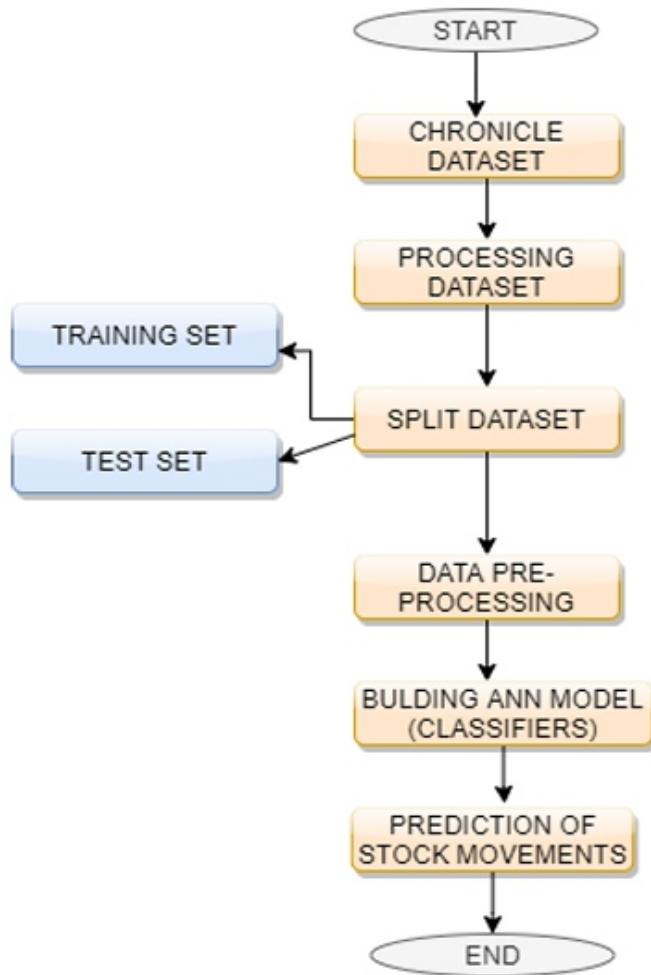 START
CHRONICLE
DATASET
PROCESSING
DATASET
TRAINING SET
SPLIT DATASET
TEST SET
DATA PRE-
PROCESSING
BULDING ANN MODEL
(CLASSIFIERS)
PREDICTION OF
STOCK MOVEMENTS
END